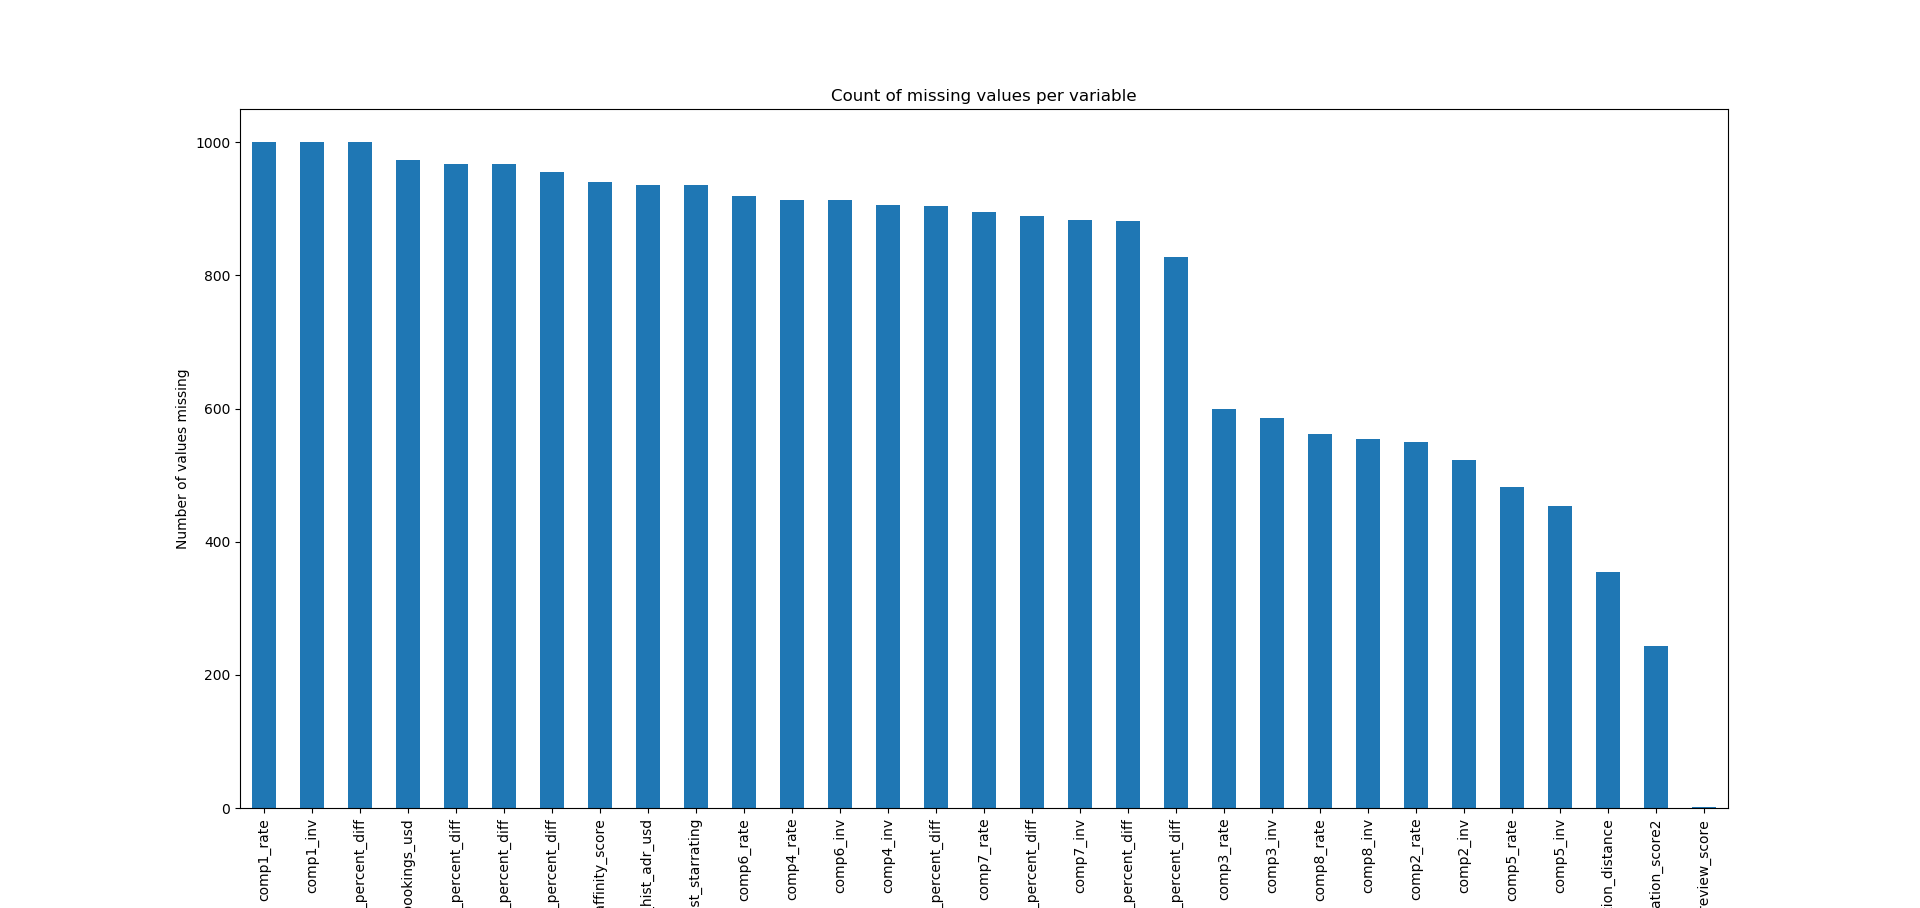 Count of missing values per variable
Number of values missing
1000
800
600
400
200
0
comp1_rate
comp1_inv
_percent_diff
ookings_usd
_percent_diff
_percent_diff
_percent_diff
ffinity_score
hist_adr_usd
st_starrating
comp6_rate
comp4_rate
comp6_inv
comp4_inv
_percent_diff
comp7_rate
_percent_diff
comp7_inv
_percent_diff
_percent_diff
comp3_rate
comp3_inv
comp8_rate
comp8_inv
comp2_rate
comp2_inv
comp5_rate
comp5_inv
ion_distance
ation_score2
review_score